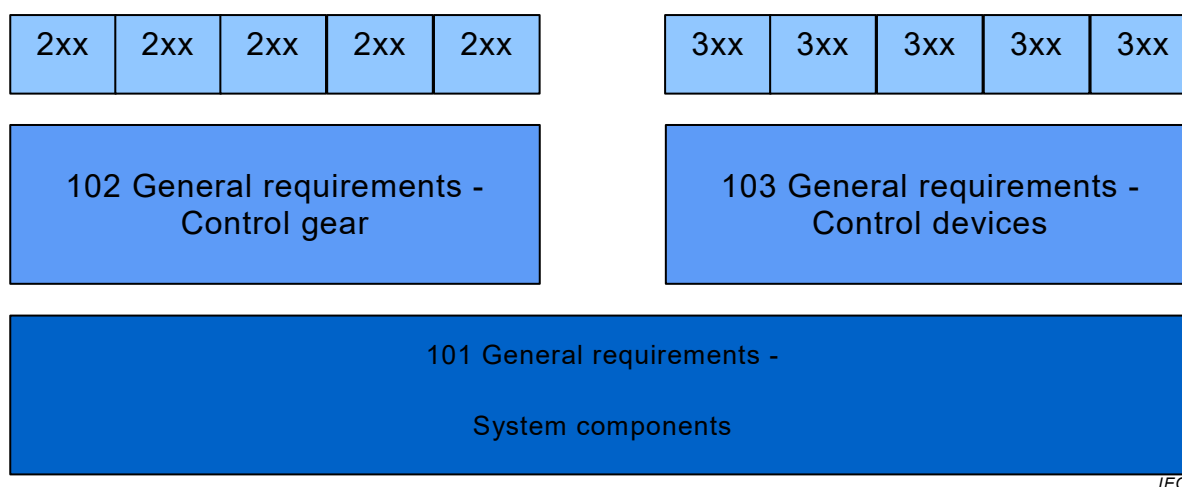 2xx 2xx 2xx 2xx 2xx 3xx 3xx 3xx 3xx 3xx
102 General requirements -
Control gear
103 General requirements -
Control devices
101 General requirements -
System components
IEC